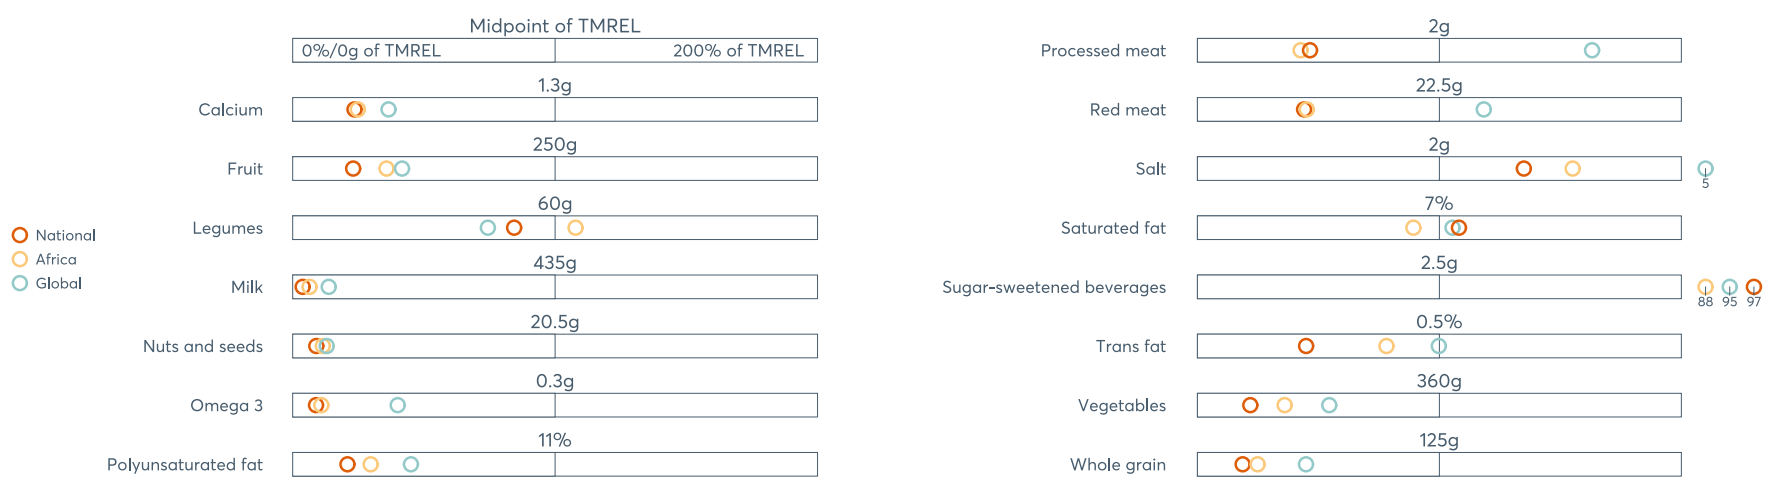 Midpoint of TMREL
0%/0g of TMREL 200% of TMREL
1.3g
Calcium
250g
Fruit
60g
Legumes
435g
Milk
20.5g
Nuts and seeds
0.3g
Omega 3
11%
Polyunsaturated fat
National
Africa
Global
2g
Processed meat
22.5g
Red meat
2g
Salt
5
7%
Saturated fat
2.5g
Sugar-sweetened beverages
88 95 97
0.5%
Trans fat
360g
Vegetables
125g
Whole grain